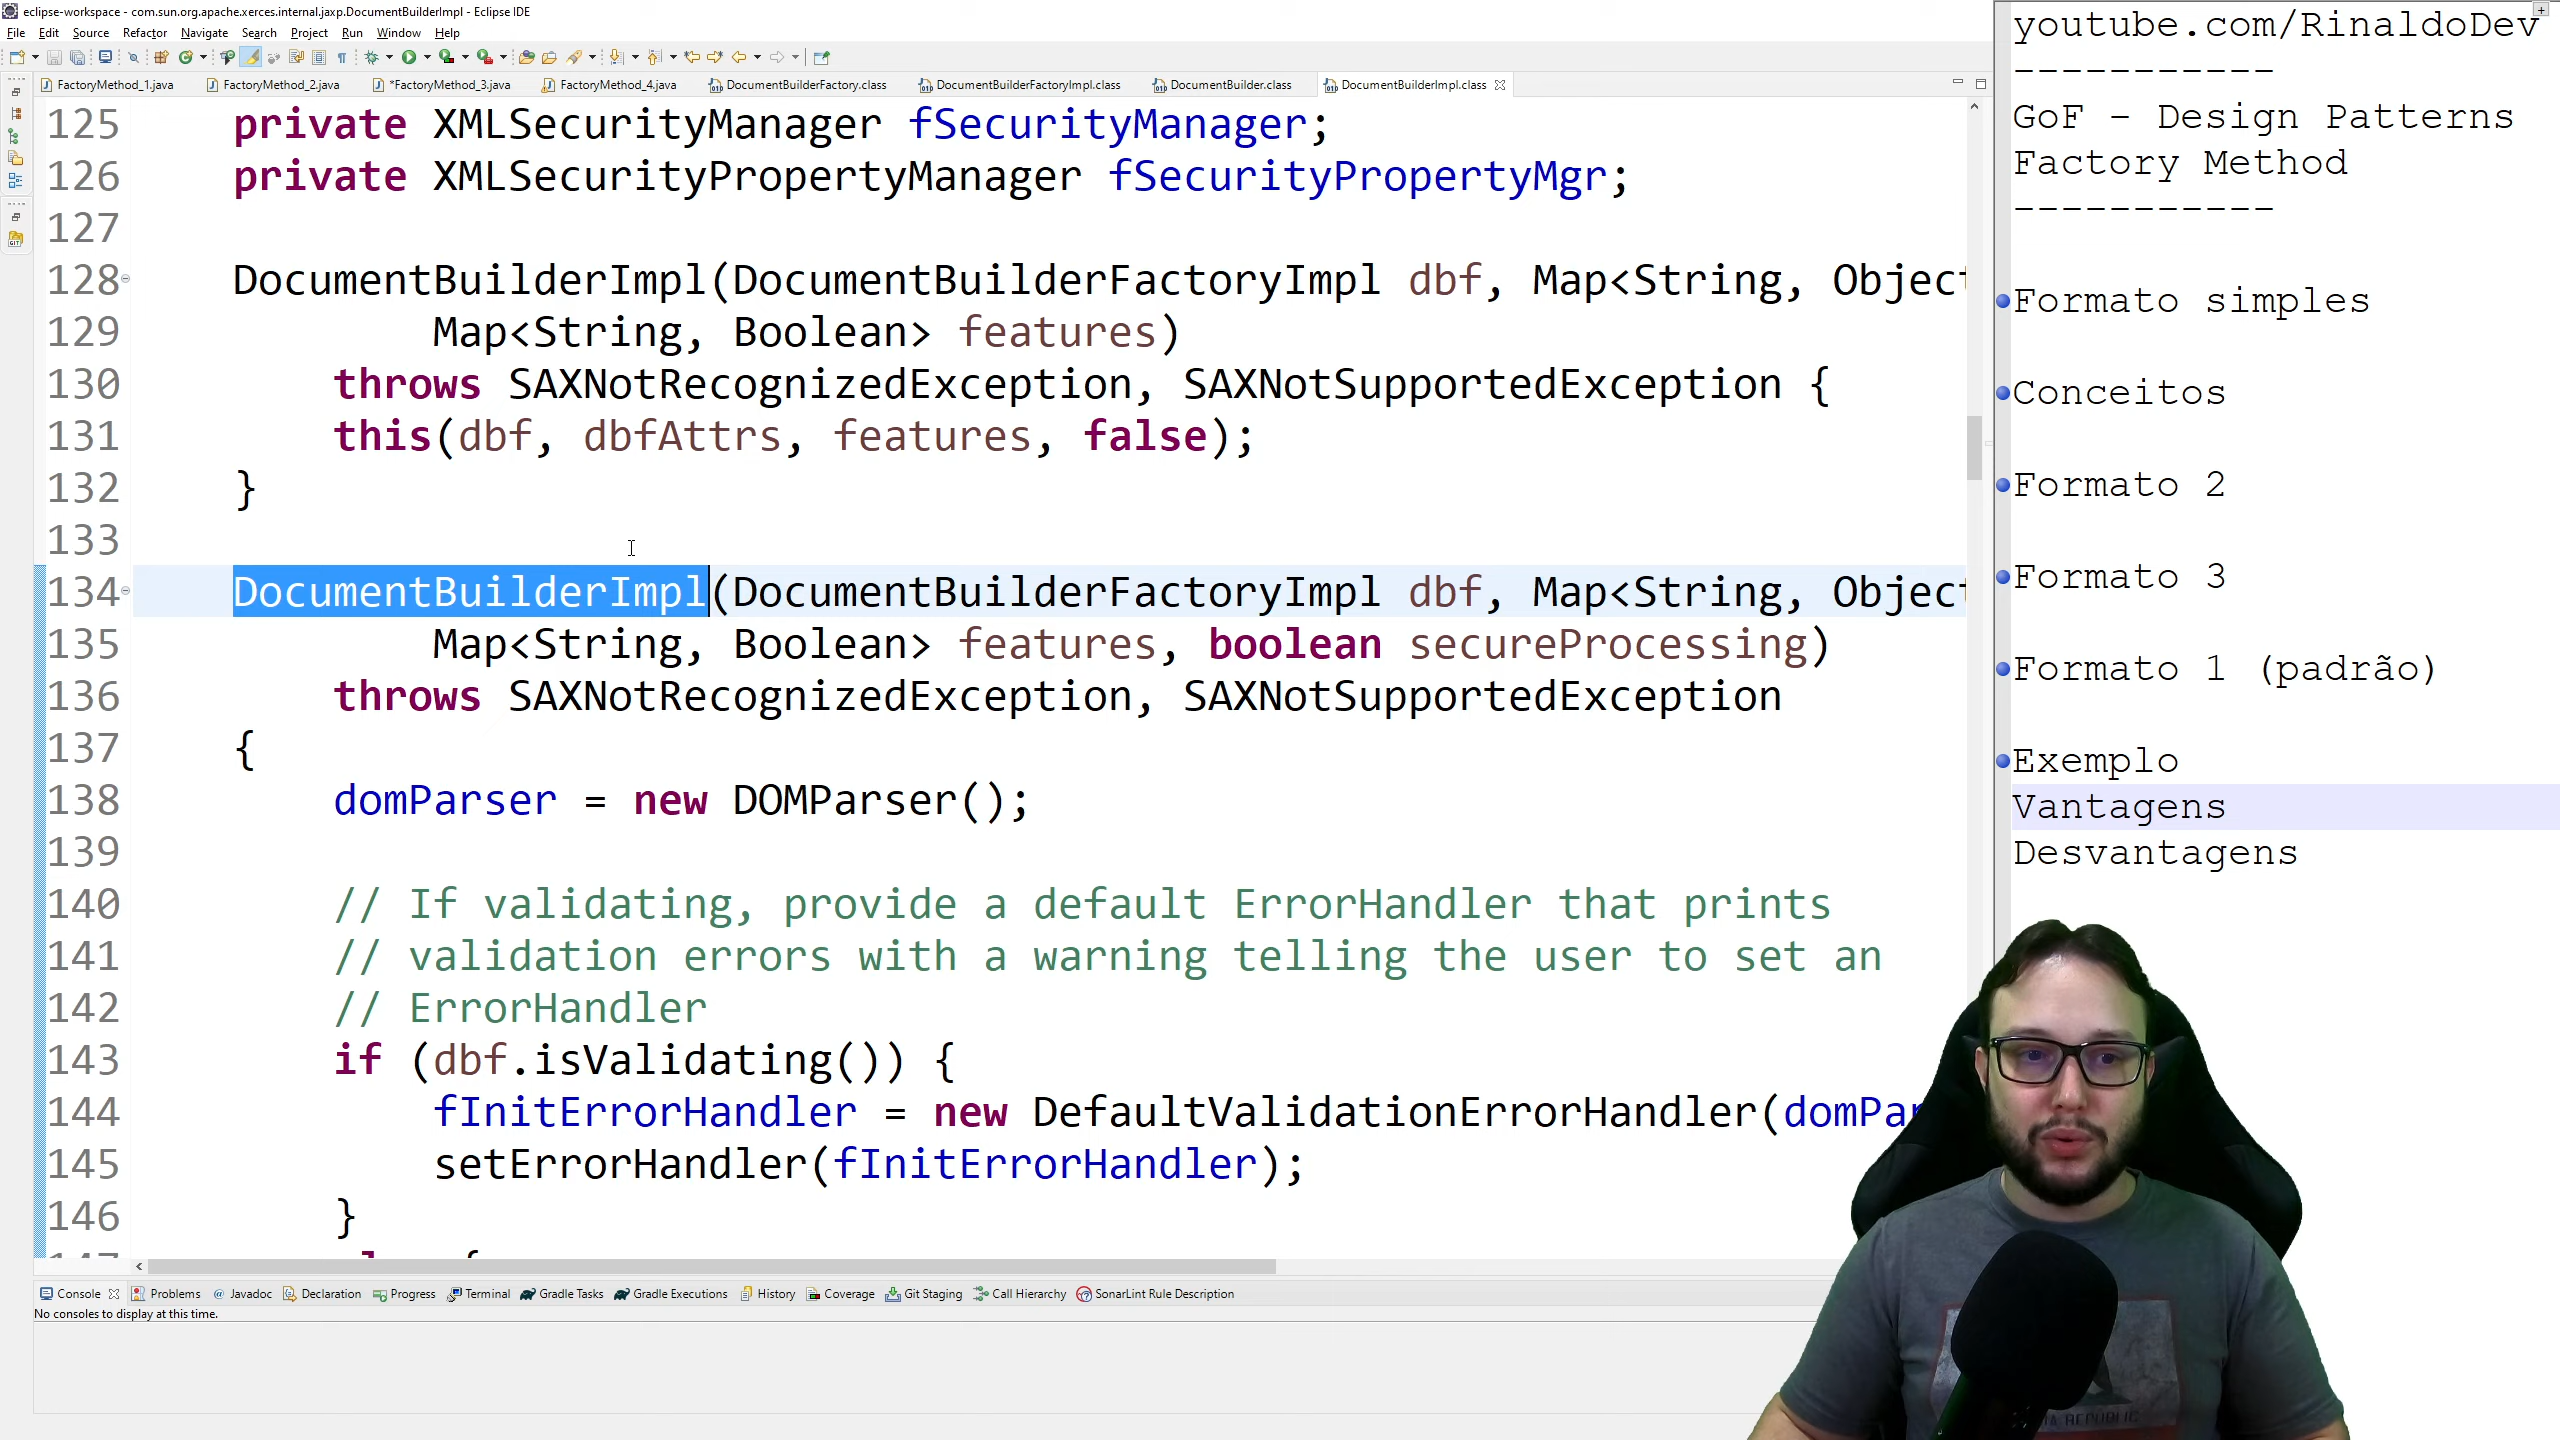 eclipse-workspace - com.sun.org.apache.xerces.internal.jaxp.DocumentBuilderImpl - Eclipse IDE
File Edit Source Refactor Navigate Search Project Run Window Help
FactoryMethod_1.java FactoryMethod_2.java *FactoryMethod_3.java FactoryMethod_4.java DocumentBuilderFactory.class DocumentBuilderFactoryImpl.class DocumentBuilder.class DocumentBuilderImpl.class
125 private XMLSecurityManager fSecurityManager;
126 private XMLSecurityPropertyManager fSecurityPropertyMgr;
127
128 DocumentBuilderImpl(DocumentBuilderFactoryImpl dbf, Map<String, Object
129 Map<String, Boolean> features)
130 throws SAXNotRecognizedException, SAXNotSupportedException {
131 this(dbf, dbfAttrs, features, false);
132 }
133
134 DocumentBuilderImpl(DocumentBuilderFactoryImpl dbf, Map<String, Object
135 Map<String, Boolean> features, boolean secureProcessing)
136 throws SAXNotRecognizedException, SAXNotSupportedException
137 {
138 domParser = new DOMParser();
139
140 // If validating, provide a default ErrorHandler that prints
141 // validation errors with a warning telling the user to set an
142 // ErrorHandler
143 if (dbf.isValidating()) {
144 fInitErrorHandler = new DefaultValidationErrorHandler(domPar
145 setErrorHandler(fInitErrorHandler);
146 }
Console Problems Javadoc Declaration Progress Terminal Gradle Tasks Gradle Executions History Coverage Git Staging Call Hierarchy SonarLint Rule Description
No consoles to display at this time.
youtube.com/RinaldoDev
-----------
GoF - Design Patterns
Factory Method
-----------
Formato simples
Conceitos
Formato 2
Formato 3
Formato 1 (padrão)
Exemplo
Vantagens
Desvantagens